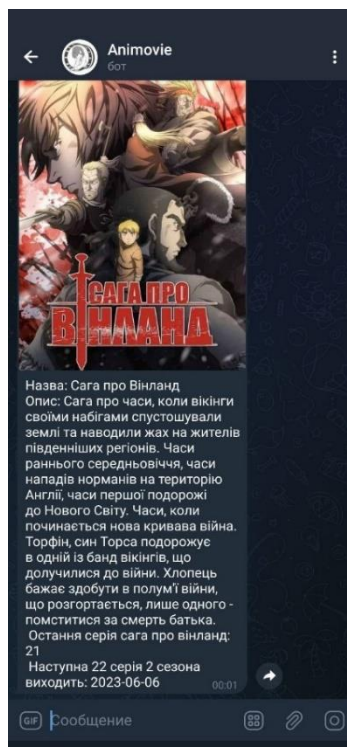 Animovie
бот
САГА ПРО
ВІНЛАНД
Назва: Сага про Вінланд
Опис: Сага про часи, коли вікінги
своїми набігами спустошували
землі та наводили жах на жителів
південніших регіонів. Часи
раннього середньовіччя, часи
нападів норманів на територію
Англії, часи першої подорожі
до Нового Світу. Часи, коли
починається нова кривава війна.
Торфін, син Торса подорожує
в одній із банд вікінгів, що
долучилися до війни. Хлопець
бажає здобути в полум'ї війни,
що розгортається, лише одного -
помститися за смерть батька.
Остання серія сага про вінланд:
21
Наступна 22 серія 2 сезона
виходить: 2023-06-06
00:01
GIF Сообщение